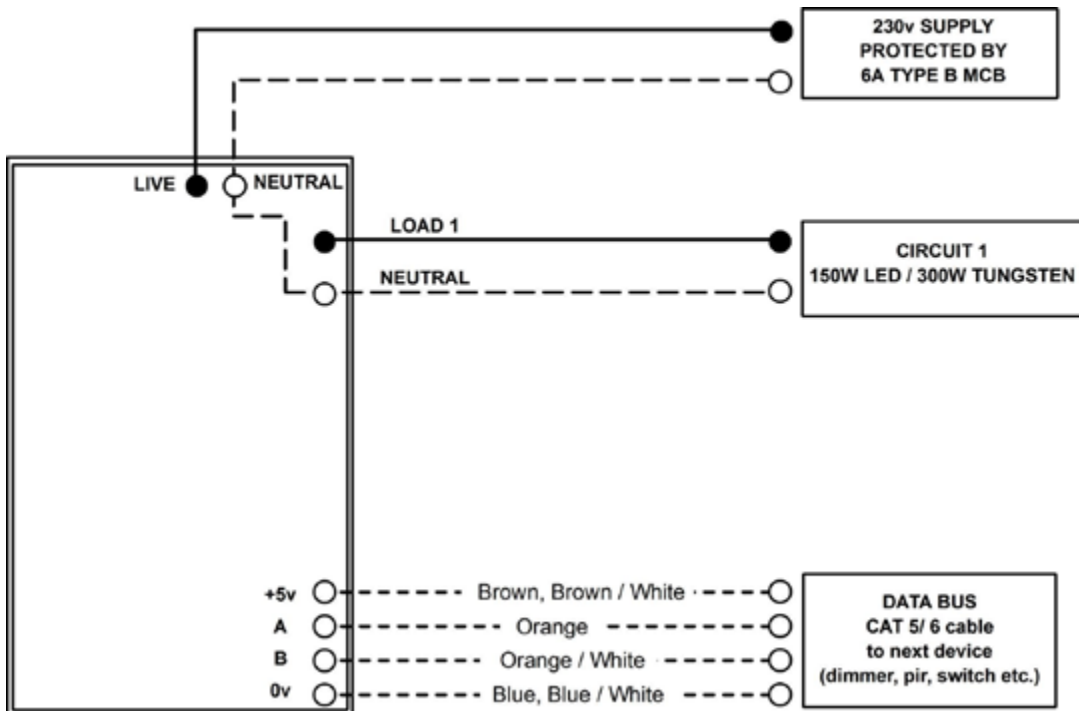 230v SUPPLY
PROTECTED BY
6A TYPE B MCB
LIVE
NEUTRAL
LOAD 1
NEUTRAL
CIRCUIT 1
150W LED / 300W TUNGSTEN
+5v
Brown, Brown / White
A
Orange
B
Orange / White
0v
Blue, Blue / White
DATA BUS
CAT 5/ 6 cable
to next device
(dimmer, pir, switch etc.)